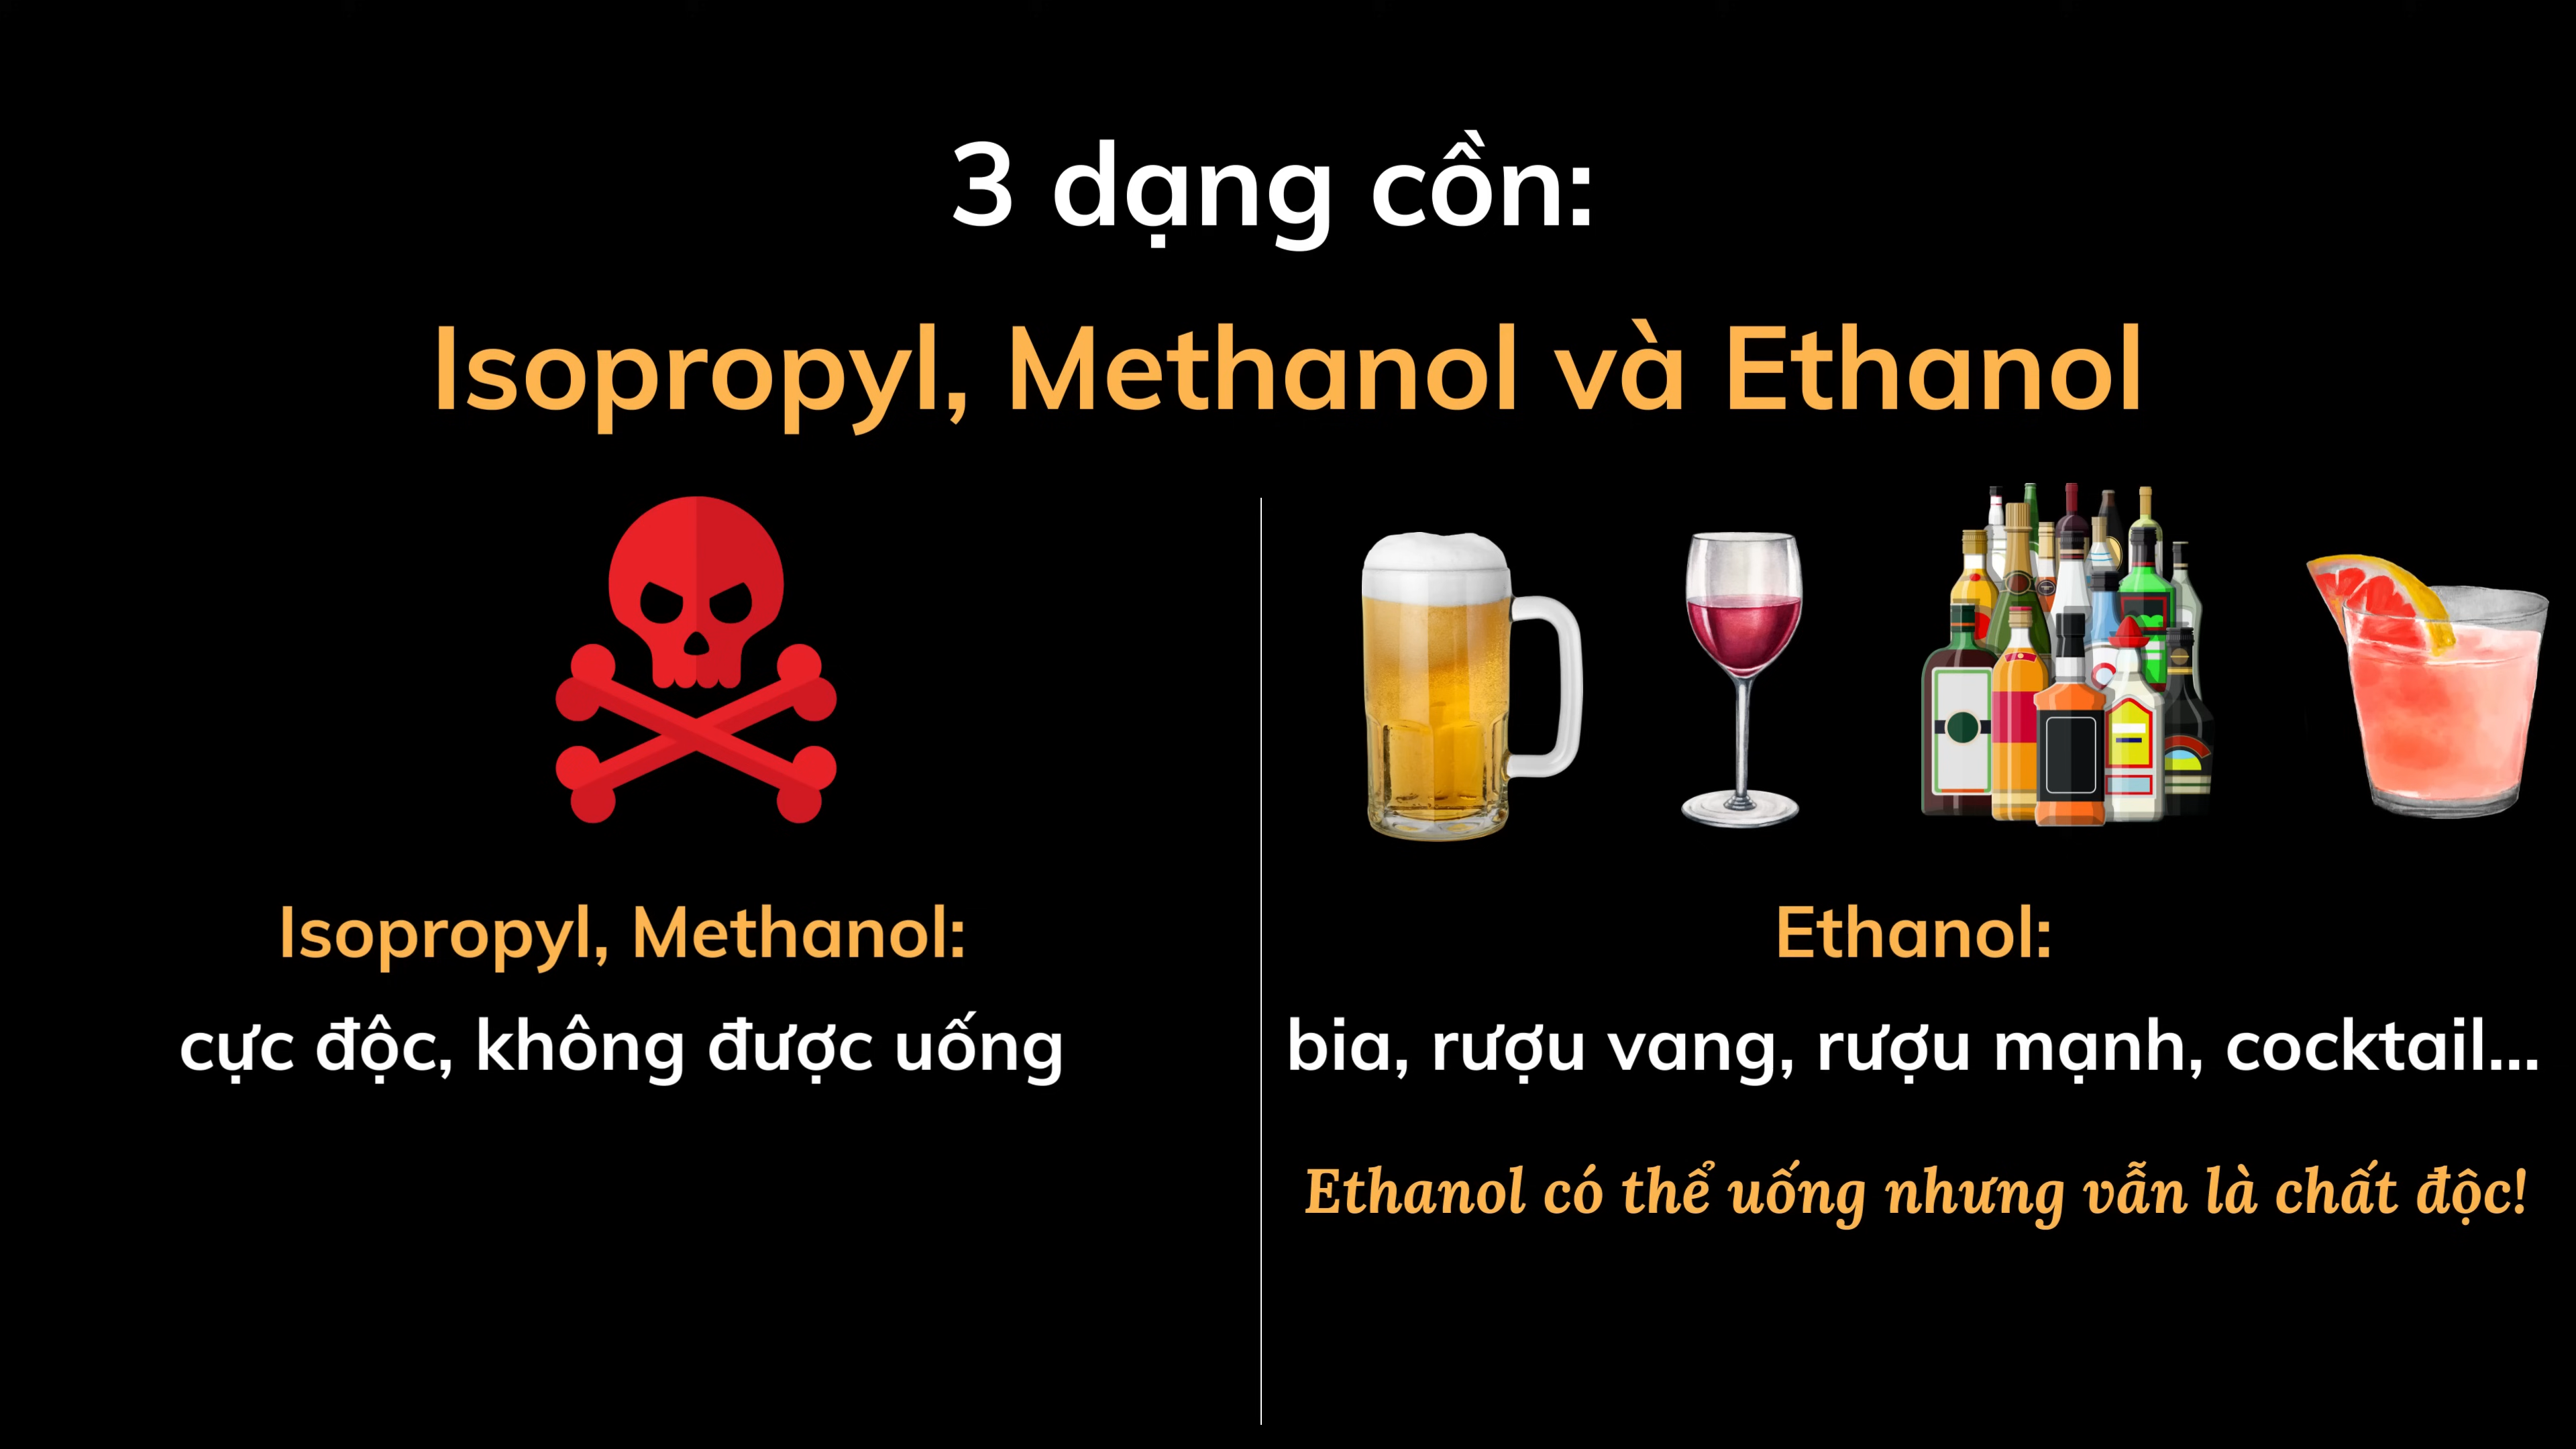 3 dạng cồn:
Isopropyl, Methanol và Ethanol
Isopropyl, Methanol:
cực độc, không được uống
Ethanol:
bia, rượu vang, rượu mạnh, cocktail...
Ethanol có thể uống nhưng vẫn là chất độc!